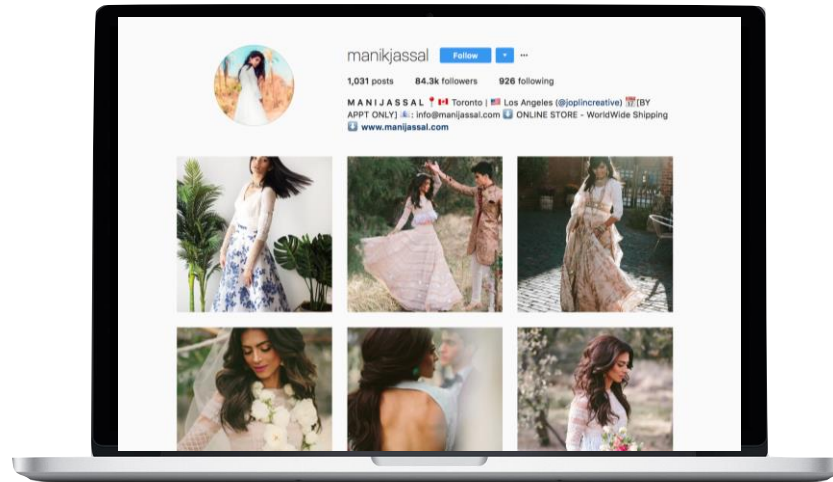 manikjassal Follow ...
1,031 posts 84.3k followers 926 following
M A N I J A S S A L 📍🇨🇦 Toronto | 🇺🇸 Los Angeles (@joplincreative) 📆[BY
APPT ONLY] 📧: info@manijassal.com ⬇️ ONLINE STORE - WorldWide Shipping
⬇️ www.manijassal.com